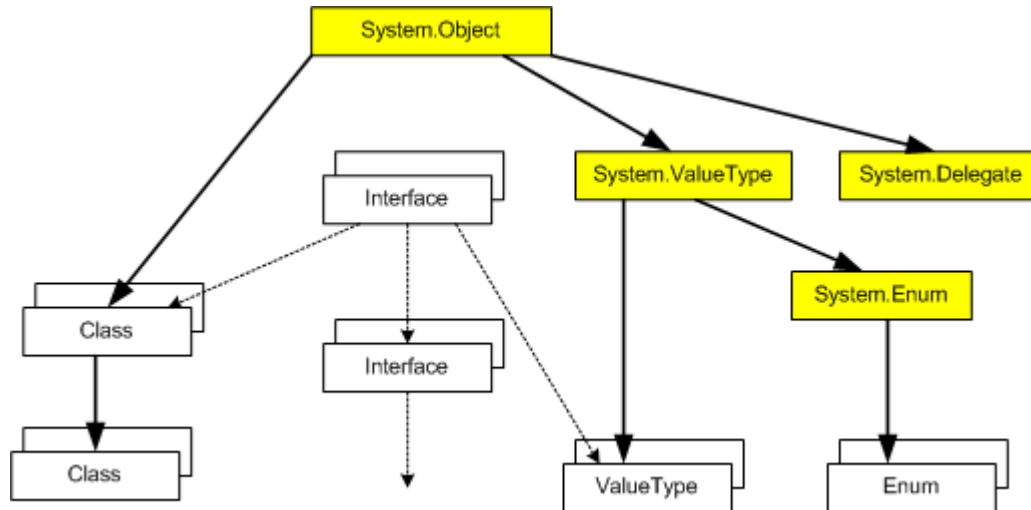 System.Object
System.ValueType
System.Delegate
Interface
System.Enum
Class
Interface
Class
ValueType
Enum